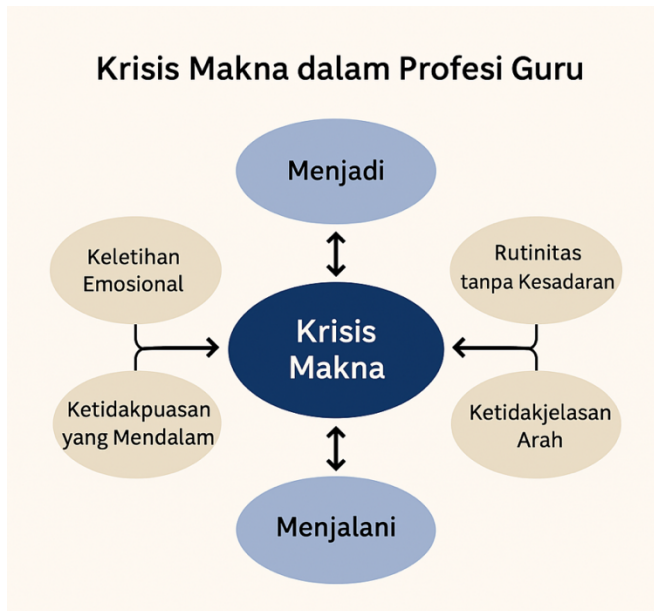 Krisis Makna dalam Profesi Guru
Menjadi
Keletihan
Emosional
Rutinitas
tanpa Kesadaran
Krisis
Makna
Ketidakpuasan
yang Mendalam
Ketidakjelasan
Arah
Menjalani